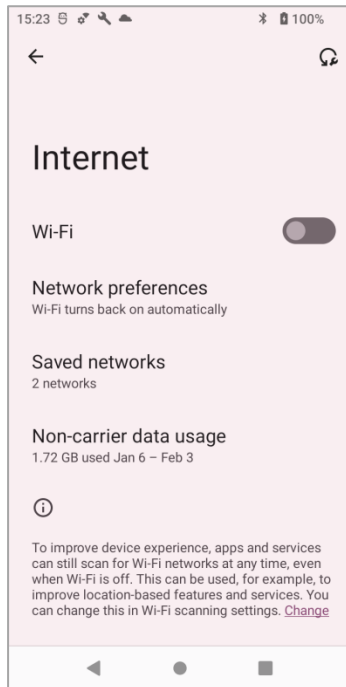 15:23 100%
Internet
Wi-Fi
Network preferences
Wi-Fi turns back on automatically
Saved networks
2 networks
Non-carrier data usage
1.72 GB used Jan 6 – Feb 3
To improve device experience, apps and services
can still scan for Wi-Fi networks at any time, even
when Wi-Fi is off. This can be used, for example, to
improve location-based features and services. You
can change this in Wi-Fi scanning settings. Change